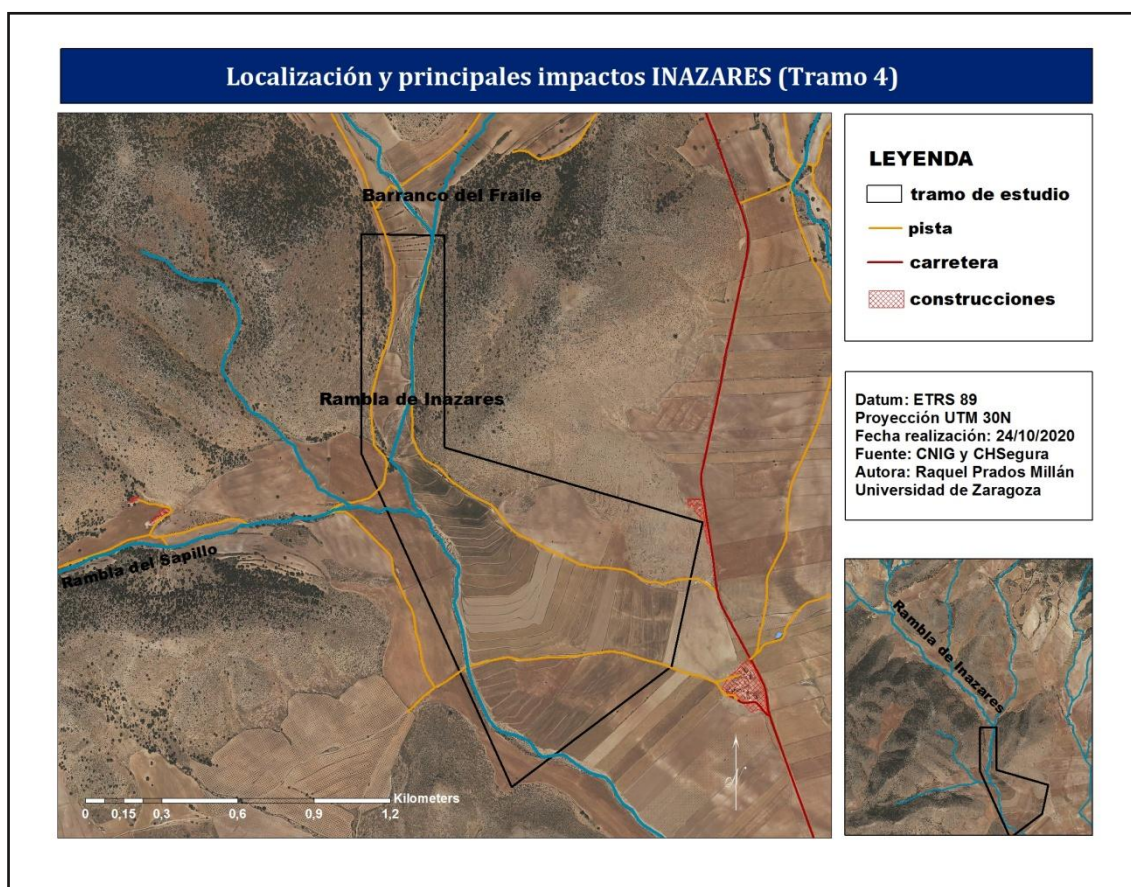 Localización y principales impactos INAZARES (Tramo 4)
Barranco del Fraile
Rambla de Inazares
Rambla del Sapillo
Kilometers
0 0,15 0,3 0,6 0,9 1,2
LEYENDA
tramo de estudio
pista
carretera
construcciones
Datum: ETRS 89
Proyección UTM 30N
Fecha realización: 24/10/2020
Fuente: CNIG y CHSegura
Autora: Raquel Prados Millán
Universidad de Zaragoza
Rambla de Inazares